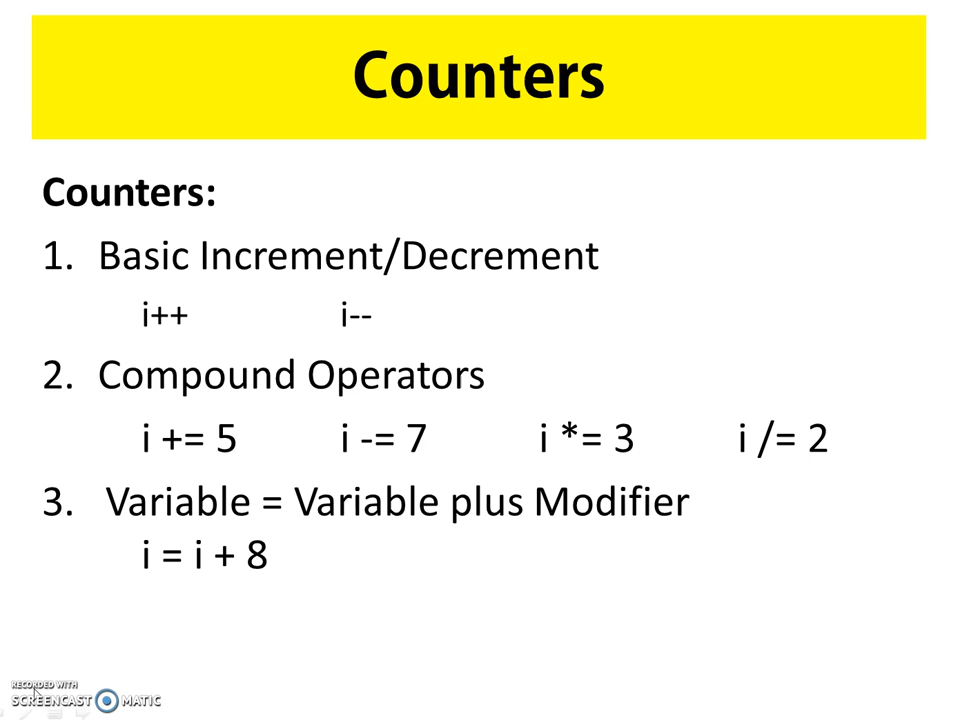 Counters
Counters:
1. Basic Increment/Decrement
i++ i--
2. Compound Operators
i += 5 i -= 7 i *= 3 i /= 2
3. Variable = Variable plus Modifier
i = i + 8
RECORDED WITH
SCREENCAST MATIC